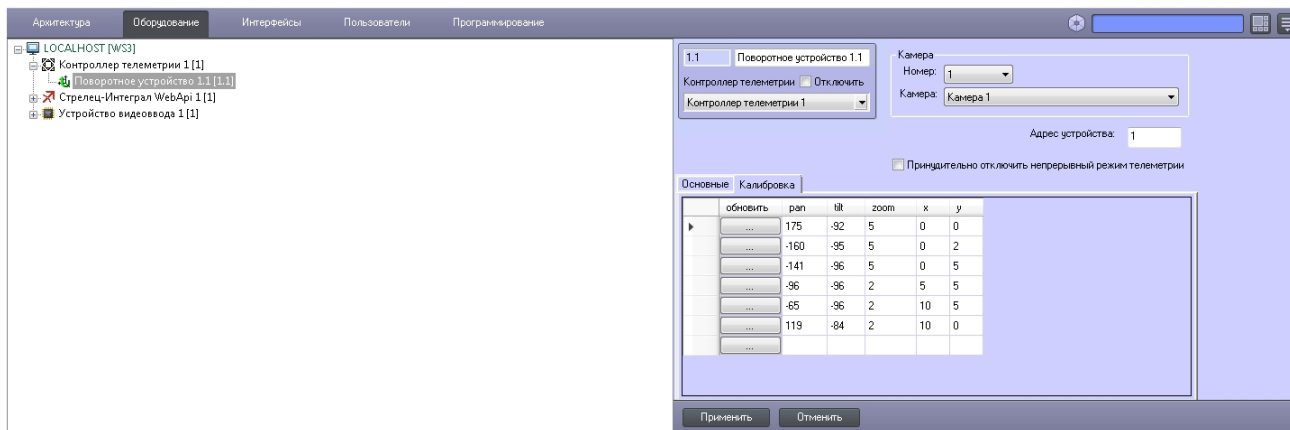 Архитектура Оборудование Интерфейсы Пользователи Программирование
LOCALHOST [WS3]
Контроллер телеметрии 1 [1]
Поворотное устройство 1.1 [1.1]
Стрелец-Интеграл WebApi 1 [1]
Устройство видеоввода 1 [1]
1.1 Поворотное устройство 1.1
Контроллер телеметрии Отключить
Контроллер телеметрии 1
Камера
Номер: 1
Камера: Камера 1
Адрес устройства: 1
Принудительно отключить непрерывный режим телеметрии
Основные Калибровка
обновить pan tilt zoom x y
... 175 -92 5 0 0
... -160 -95 5 0 2
... -141 -96 5 0 5
... -96 -96 2 5 5
... -65 -96 2 10 5
... 119 -84 2 10 0
...
Применить Отменить